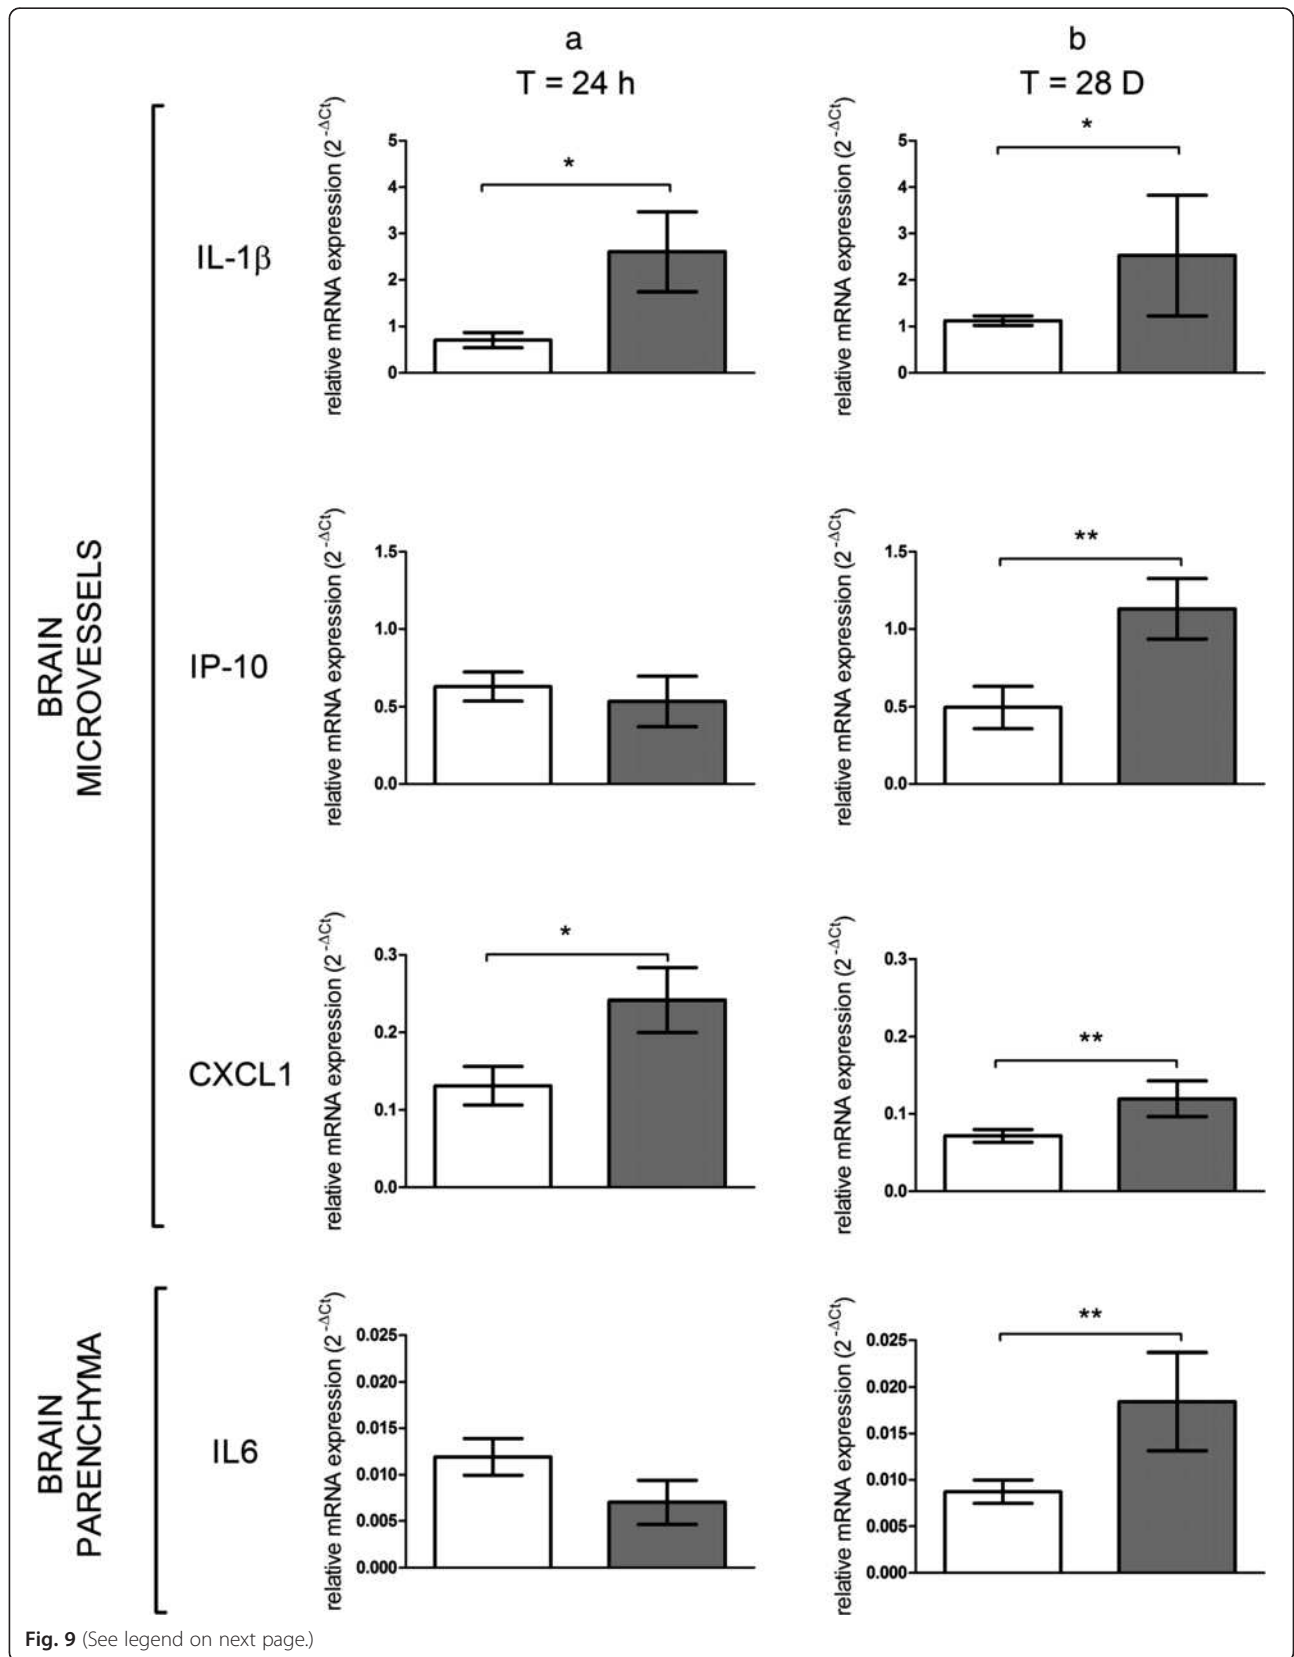 a
b
T = 24 h
T = 28 D
BRAIN
MICROVESSELS
IL-1β
relative mRNA expression (2^-ΔCt)
5
4
3
2
1
0
*
relative mRNA expression (2^-ΔCt)
5
4
3
2
1
0
*
IP-10
relative mRNA expression (2^-ΔCt)
1.5
1.0
0.5
0.0
relative mRNA expression (2^-ΔCt)
1.5
1.0
0.5
0.0
**
CXCL1
relative mRNA expression (2^-ΔCt)
0.3
0.2
0.1
0.0
*
relative mRNA expression (2^-ΔCt)
0.3
0.2
0.1
0.0
**
BRAIN
PARENCHYMA
IL6
relative mRNA expression (2^-ΔCt)
0.025
0.020
0.015
0.010
0.005
0.000
relative mRNA expression (2^-ΔCt)
0.025
0.020
0.015
0.010
0.005
0.000
**
Fig. 9 (See legend on next page.)